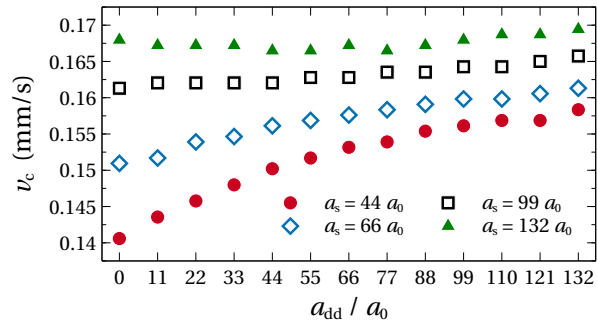 0.17
0.165
0.16
0.155
0.15
0.145
0.14
v_c (mm/s)
a_s = 44 a_0
a_s = 66 a_0
a_s = 99 a_0
a_s = 132 a_0
0 11 22 33 44 55 66 77 88 99 110 121 132
a_dd / a_0